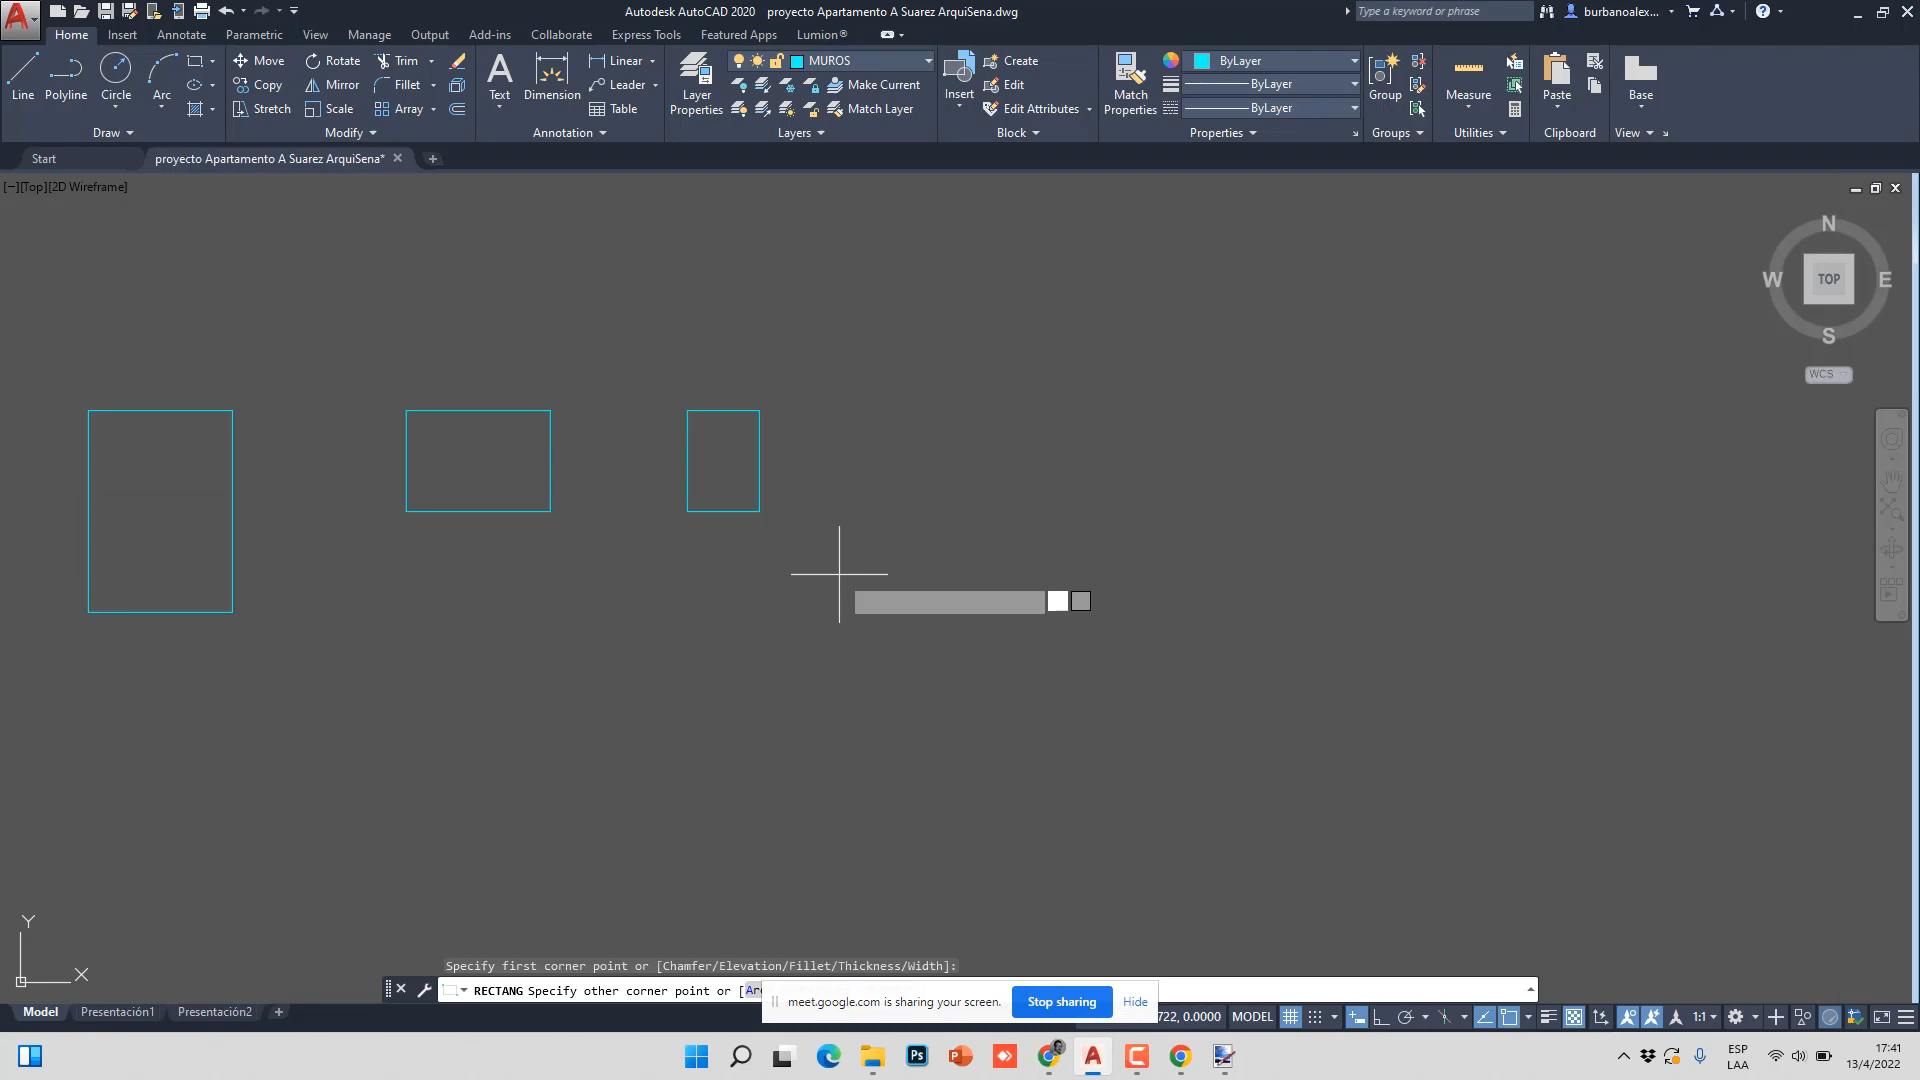 Autodesk AutoCAD 2020 proyecto Apartamento A Suarez ArquiSena.dwg
Type a keyword or phrase
burbanoalex...
Home Insert Annotate Parametric View Manage Output Add-ins Collaborate Express Tools Featured Apps Lumion®
Line Polyline Circle Arc
Move Rotate Trim
Copy Mirror Fillet
Stretch Scale Array
Text Dimension
Linear
Leader
Table
Layer Properties
MUROS
Make Current
Match Layer
Insert
Create
Edit
Edit Attributes
Match Properties
ByLayer
ByLayer
ByLayer
Group Measure Paste Base
Draw Modify Annotation Layers Block Properties Groups Utilities Clipboard View
Start proyecto Apartamento A Suarez ArquiSena*
[−][Top][2D Wireframe]
N
W TOP E
S
WCS
Y
X
Specify first corner point or [Chamfer/Elevation/Fillet/Thickness/Width]:
RECTANG Specify other corner point or [Ar
meet.google.com is sharing your screen. Stop sharing Hide
Model Presentación1 Presentación2
722, 0.0000 MODEL 1:1
Ps
ESP
LAA
17:41
13/4/2022